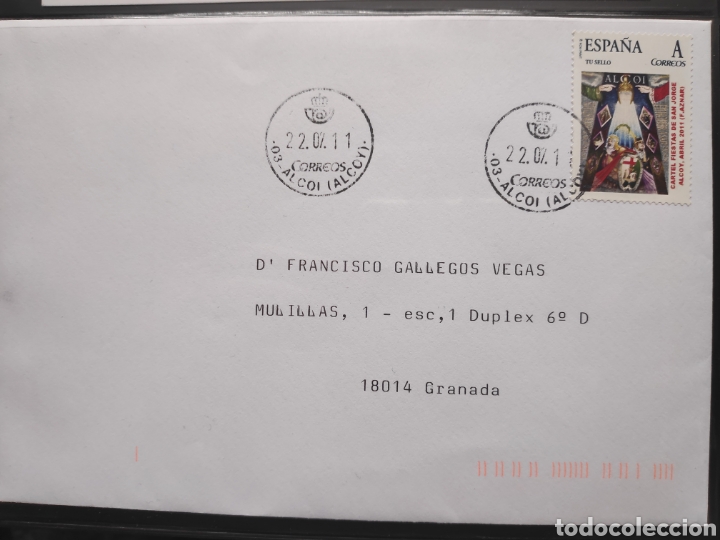 ESPAÑA A
TU SELLO CORREOS
ALCOI
CARTEL FIESTAS DE SAN JORGE
ALCOY, ABRIL 2011 (F. AZNAR)
22.07.11
CORREOS
·03-ALCOI (ALCOY)·
22.07.11
CORREOS
·03-ALCOI (ALCOY)
D' FRANCISCO GALLEGOS VEGAS
MULILLAS, 1 - esc,1 Duplex 6º D
18014 Granada
todocoleccion